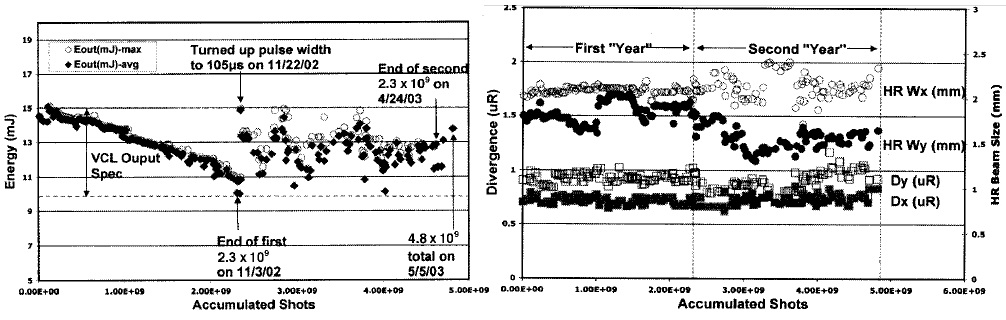 19
17
15
13
11
9
7
5
Energy (mJ)
Eout(mJ)-max
Eout(mJ)-avg
Turned up pulse width
to 105µs on 11/22/02
End of second
2.3 x 10⁹ on
4/24/03
VCL Ouput
Spec
End of first
2.3 x 10⁹
on 11/3/02
4.8 x 10⁹
total on
5/5/03
0.00E+00 1.00E+09 2.00E+09 3.00E+09 4.00E+09 5.00E+09
Accumulated Shots
2.5
2
1.5
1
0.5
0
Divergence (uR)
First "Year"
Second "Year"
HR Wx (mm)
HR Wy (mm)
Dy (uR)
Dx (uR)
3
2.5
2
1.5
1
0.5
0
HR Beam Size (mm)
0.00E+00 1.00E+09 2.00E+09 3.00E+09 4.00E+09 5.00E+09 6.00E+09
Accumulated Shots